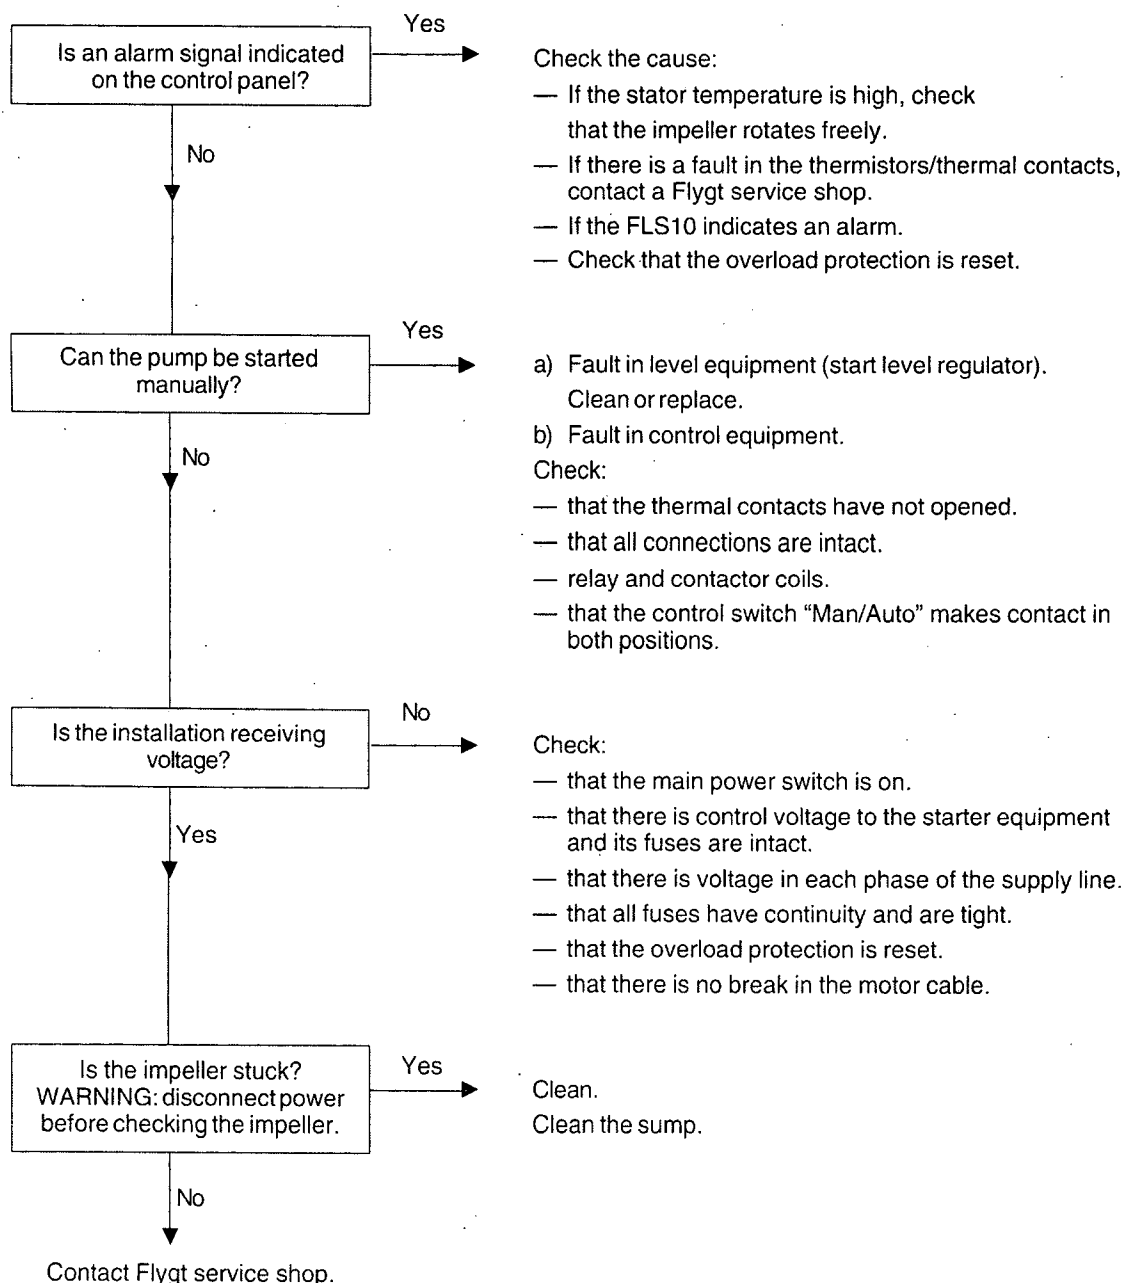 Is an alarm signal indicated
on the control panel?
Yes
Check the cause:
— If the stator temperature is high, check
that the impeller rotates freely.
— If there is a fault in the thermistors/thermal contacts,
contact a Flygt service shop.
— If the FLS10 indicates an alarm.
— Check that the overload protection is reset.
No
Can the pump be started
manually?
Yes
a) Fault in level equipment (start level regulator).
Clean or replace.
b) Fault in control equipment.
Check:
— that the thermal contacts have not opened.
— that all connections are intact.
— relay and contactor coils.
— that the control switch “Man/Auto” makes contact in
both positions.
No
Is the installation receiving
voltage?
No
Check:
— that the main power switch is on.
— that there is control voltage to the starter equipment
and its fuses are intact.
— that there is voltage in each phase of the supply line.
— that all fuses have continuity and are tight.
— that the overload protection is reset.
— that there is no break in the motor cable.
Yes
Is the impeller stuck?
WARNING: disconnect power
before checking the impeller.
Yes
Clean.
Clean the sump.
No
Contact Flygt service shop.